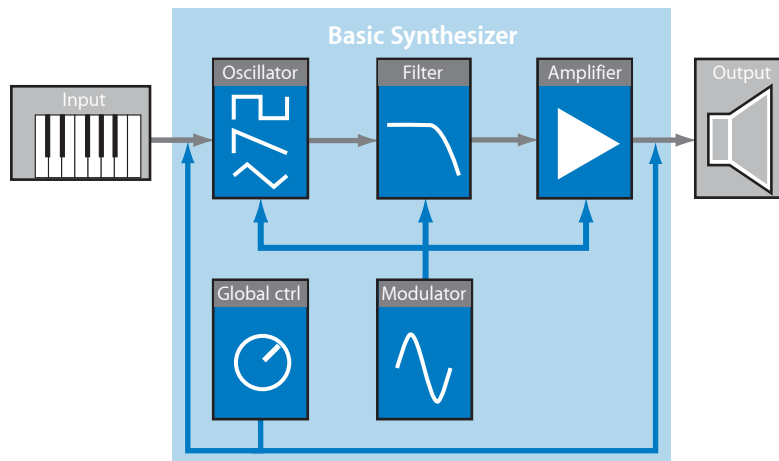 Basic Synthesizer
Oscillator
Filter
Amplifier
Output
Input
Global ctrl
Modulator